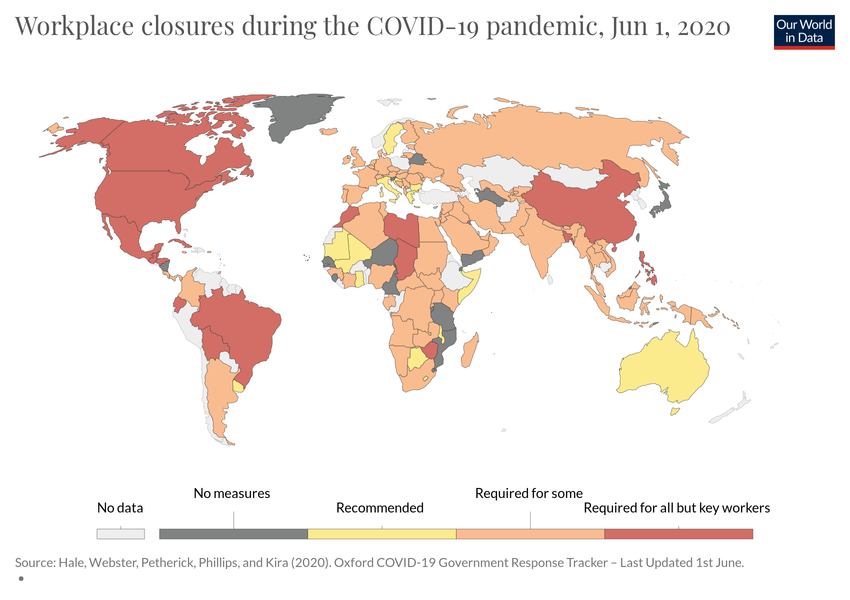 Workplace closures during the COVID-19 pandemic, Jun 1, 2020
Our World
in Data
No data
No measures
Recommended
Required for some
Required for all but key workers
Source: Hale, Webster, Petherick, Phillips, and Kira (2020). Oxford COVID-19 Government Response Tracker – Last Updated 1st June.
•